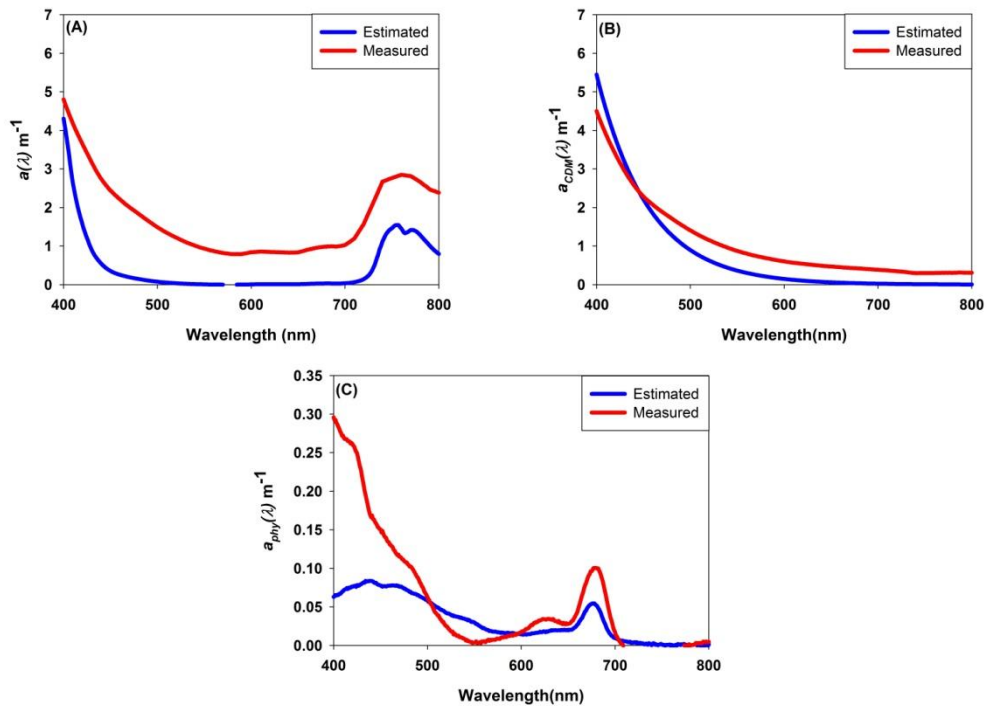 (A)
Estimated
Measured
a(λ) m-1
7
6
5
4
3
2
1
0
400 500 600 700 800
Wavelength (nm)
(B)
Estimated
Measured
aCDM(λ) m-1
7
6
5
4
3
2
1
0
400 500 600 700 800
Wavelength(nm)
(C)
Estimated
Measured
aphy(λ) m-1
0.35
0.30
0.25
0.20
0.15
0.10
0.05
0.00
400 500 600 700 800
Wavelength(nm)